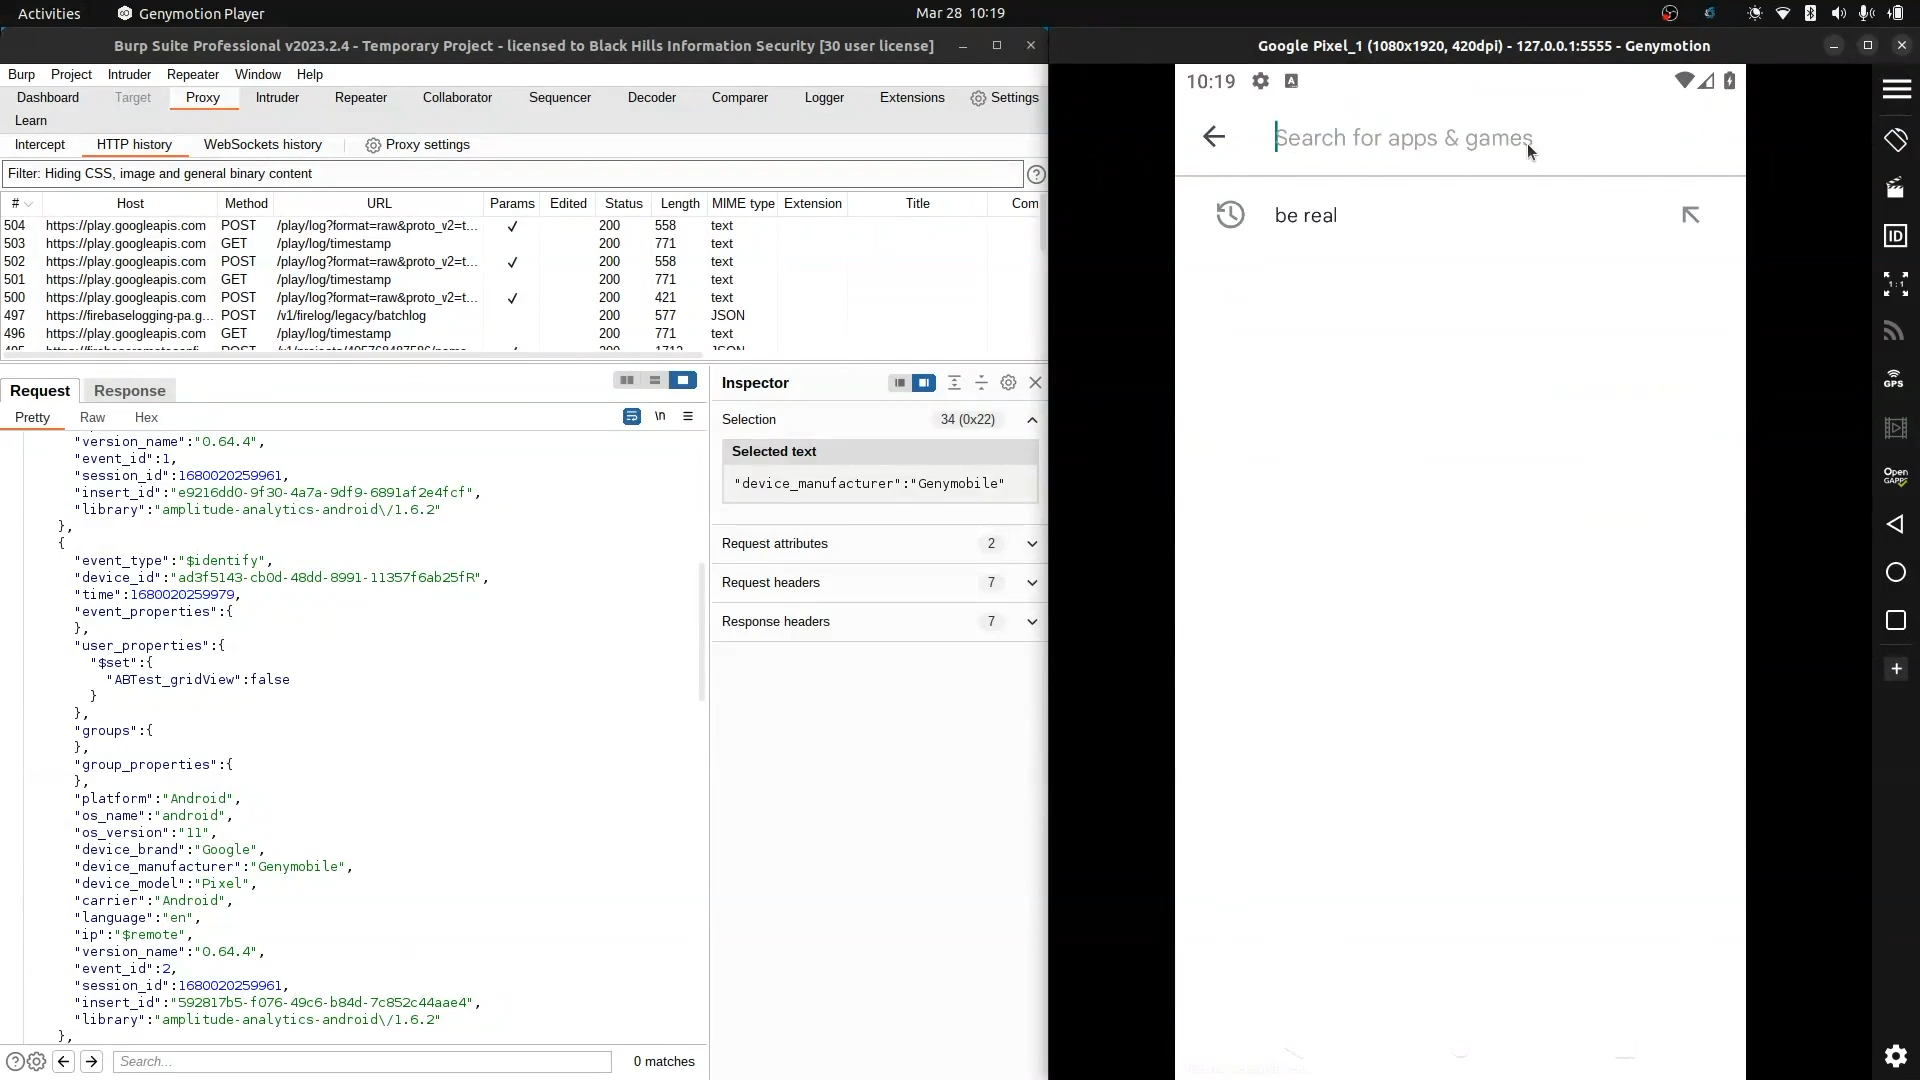 Activities
Genymotion Player
Mar 28 10:19
Burp Suite Professional v2023.2.4 - Temporary Project - licensed to Black Hills Information Security [30 user license]
Google Pixel_1 (1080x1920, 420dpi) - 127.0.0.1:5555 - Genymotion
Burp Project Intruder Repeater Window Help
Dashboard Target Proxy Intruder Repeater Collaborator Sequencer Decoder Comparer Logger Extensions Settings
Learn
Intercept HTTP history WebSockets history Proxy settings
Filter: Hiding CSS, image and general binary content
# Host Method URL Params Edited Status Length MIME type Extension Title Com
504 https://play.googleapis.com POST /play/log?format=raw&proto_v2=t... ✓ 200 558 text
503 https://play.googleapis.com GET /play/log/timestamp 200 771 text
502 https://play.googleapis.com POST /play/log?format=raw&proto_v2=t... ✓ 200 558 text
501 https://play.googleapis.com GET /play/log/timestamp 200 771 text
500 https://play.googleapis.com POST /play/log?format=raw&proto_v2=t... ✓ 200 421 text
497 https://firebaselogging-pa.g... POST /v1/firelog/legacy/batchlog 200 577 JSON
496 https://play.googleapis.com GET /play/log/timestamp 200 771 text
Request Response
Pretty Raw Hex
\n
"version_name":"0.64.4",
"event_id":1,
"session_id":1680020259961,
"insert_id":"e9216dd0-9f30-4a7a-9df9-6891af2e4fcf",
"library":"amplitude-analytics-android\/1.6.2"
},
{
"event_type":"$identify",
"device_id":"ad3f5143-cb0d-48dd-8991-11357f6ab25fR",
"time":1680020259979,
"event_properties":{
},
"user_properties":{
"$set":{
"ABTest_gridView":false
}
},
"groups":{
},
"group_properties":{
},
"platform":"Android",
"os_name":"android",
"os_version":"11",
"device_brand":"Google",
"device_manufacturer":"Genymobile",
"device_model":"Pixel",
"carrier":"Android",
"language":"en",
"ip":"$remote",
"version_name":"0.64.4",
"event_id":2,
"session_id":1680020259961,
"insert_id":"592817b5-f076-49c6-b84d-7c852c44aae4",
"library":"amplitude-analytics-android\/1.6.2"
},
Search...
0 matches
Inspector
Selection 34 (0x22)
Selected text
"device_manufacturer":"Genymobile"
Request attributes 2
Request headers 7
Response headers 7
10:19
Search for apps & games
be real
ID
1:1
GPS
Open
GAPPS